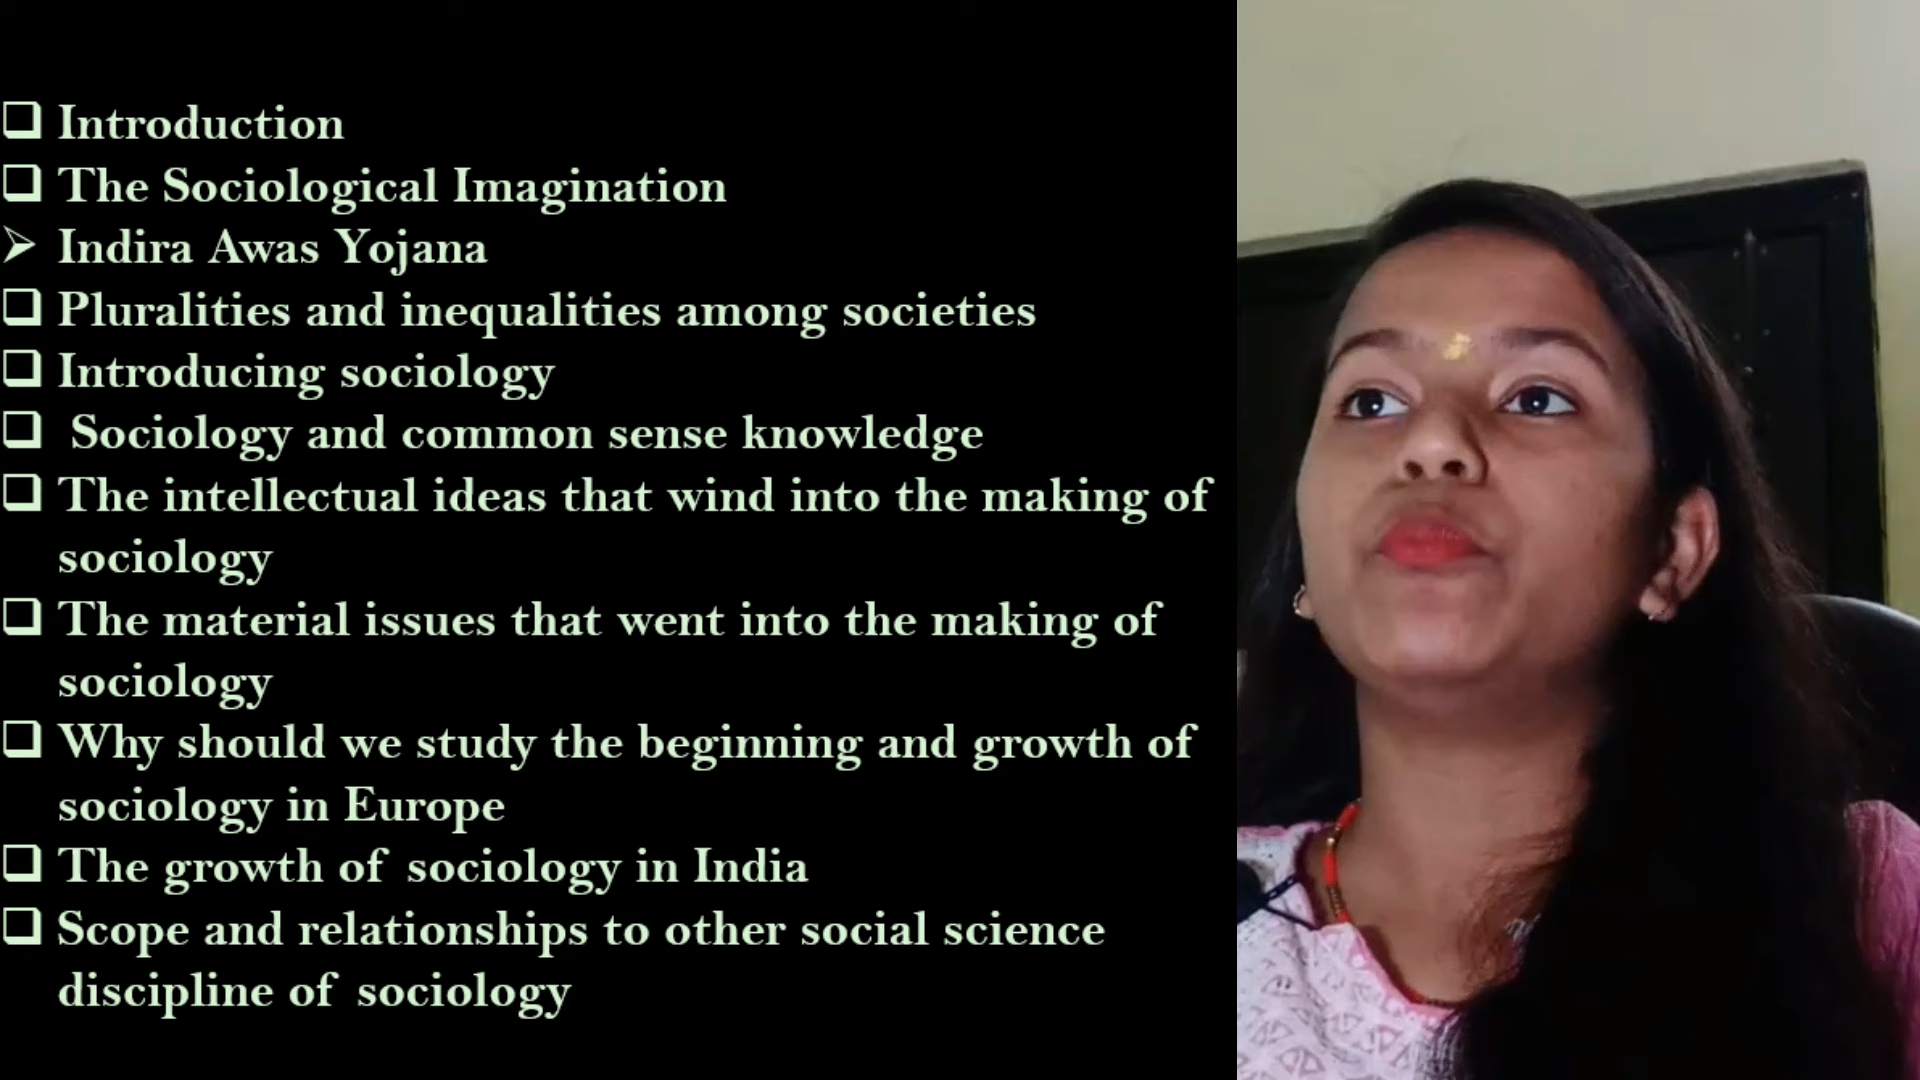 Introduction
The Sociological Imagination
Indira Awas Yojana
Pluralities and inequalities among societies
Introducing sociology
Sociology and common sense knowledge
The intellectual ideas that wind into the making of
sociology
The material issues that went into the making of
sociology
Why should we study the beginning and growth of
sociology in Europe
The growth of sociology in India
Scope and relationships to other social science
discipline of sociology